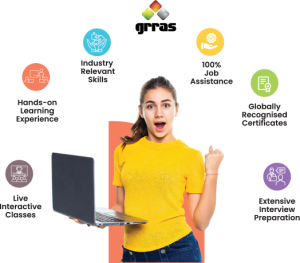 grras
Industry
Relevant
Skills
100%
Job
Assistance
Hands-on
Learning
Experience
Globally
Recognised
Certificates
Live
Interactive
Classes
Extensive
Interview
Preparation